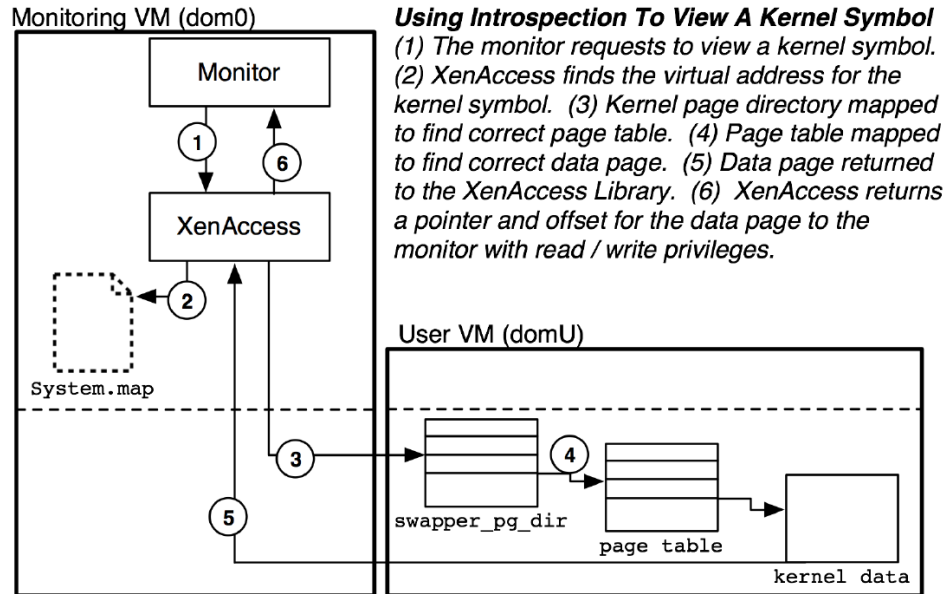 Monitoring VM (dom0)
Using Introspection To View A Kernel Symbol
(1) The monitor requests to view a kernel symbol.
(2) XenAccess finds the virtual address for the
kernel symbol. (3) Kernel page directory mapped
to find correct page table. (4) Page table mapped
to find correct data page. (5) Data page returned
to the XenAccess Library. (6) XenAccess returns
a pointer and offset for the data page to the
monitor with read / write privileges.
Monitor
1
6
XenAccess
2
System.map
User VM (domU)
3
4
5
swapper_pg_dir
page table
kernel data